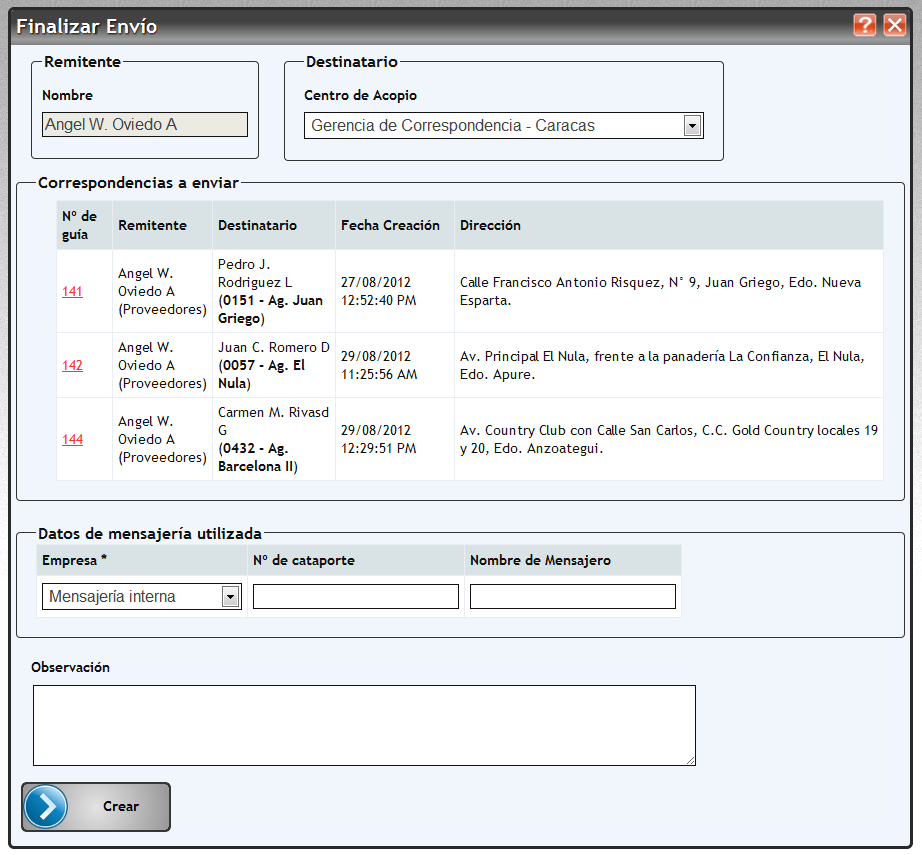 Finalizar Envío
Remitente
Nombre
Angel W. Oviedo A
Destinatario
Centro de Acopio
Gerencia de Correspondencia - Caracas
Correspondencias a enviar
Nº de
guía
Remitente
Destinatario
Fecha Creación
Dirección
141
Angel W.
Oviedo A
(Proveedores)
Pedro J.
Rodriguez L
(0151 - Ag. Juan
Griego)
27/08/2012
12:52:40 PM
Calle Francisco Antonio Risquez, N° 9, Juan Griego, Edo. Nueva
Esparta.
142
Angel W.
Oviedo A
(Proveedores)
Juan C. Romero D
(0057 - Ag. El
Nula)
29/08/2012
11:25:56 AM
Av. Principal El Nula, frente a la panadería La Confianza, El Nula,
Edo. Apure.
144
Angel W.
Oviedo A
(Proveedores)
Carmen M. Rivasd
G
(0432 - Ag.
Barcelona II)
29/08/2012
12:29:51 PM
Av. Country Club con Calle San Carlos, C.C. Gold Country locales 19
y 20, Edo. Anzoategui.
Datos de mensajería utilizada
Empresa *
Nº de cataporte
Nombre de Mensajero
Mensajería interna
Observación
Crear